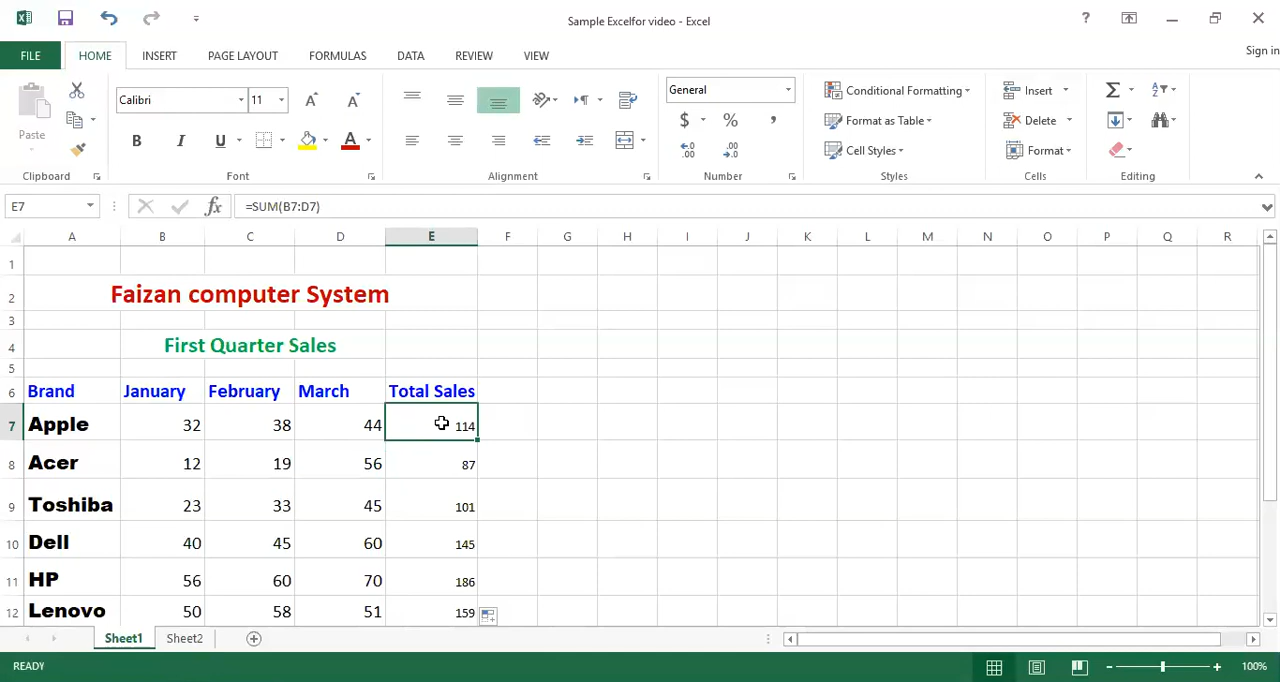 Sample Excelfor video - Excel
?
FILE HOME INSERT PAGE LAYOUT FORMULAS DATA REVIEW VIEW Sign in
Paste
Calibri 11 A A
B I U A
General
$ % ,
Conditional Formatting
Format as Table
Cell Styles
Insert
Delete
Format
Σ
Clipboard Font Alignment Number Styles Cells Editing
E7 fx =SUM(B7:D7)
A B C D E F G H I J K L M N O P Q R
1
2 Faizan computer System
3
4 First Quarter Sales
5
6 Brand January February March Total Sales
7 Apple 32 38 44 114
8 Acer 12 19 56 87
9 Toshiba 23 33 45 101
10 Dell 40 45 60 145
11 HP 56 60 70 186
12 Lenovo 50 58 51 159
Sheet1 Sheet2
READY 100%